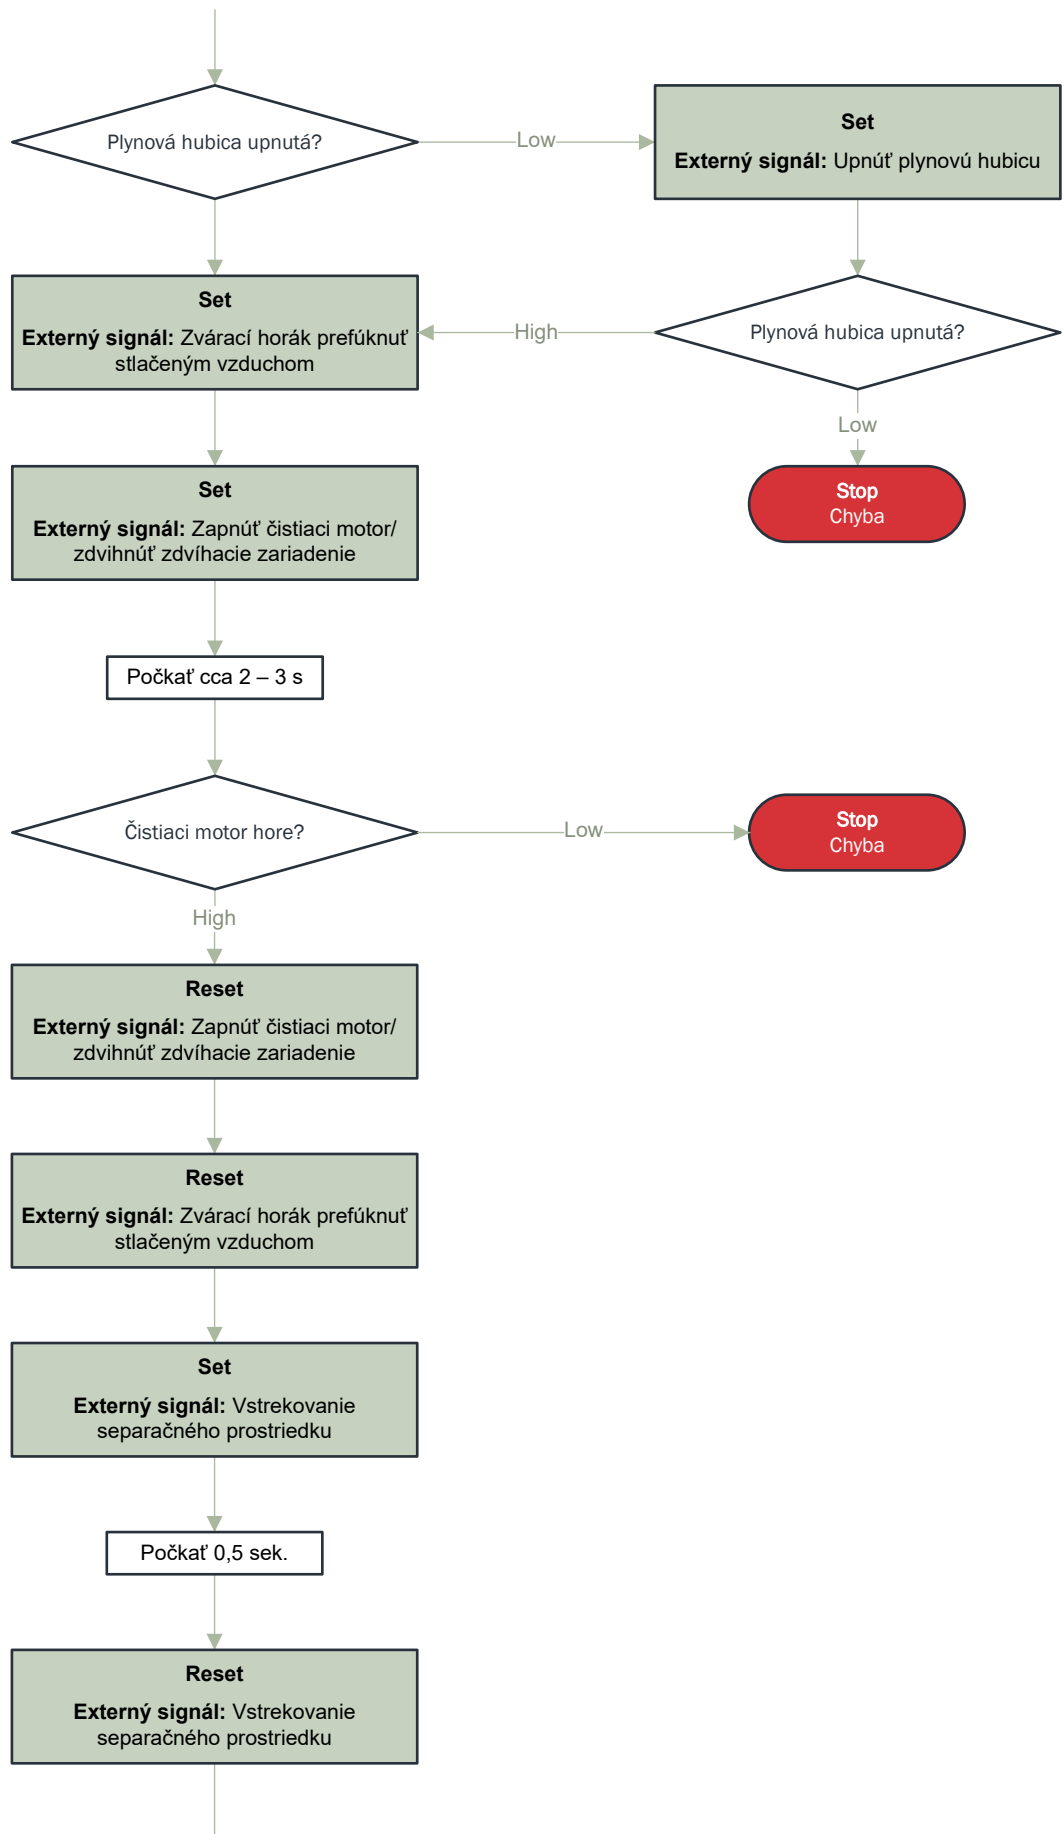 Plynová hubica upnutá?
Low
Set
Externý signál: Upnúť plynovú hubicu
Set
Externý signál: Zvárací horák prefúknuť
stlačeným vzduchom
High
Plynová hubica upnutá?
Low
Stop
Chyba
Set
Externý signál: Zapnúť čistiaci motor/
zdvihnúť zdvíhacie zariadenie
Počkať cca 2 – 3 s
Čistiaci motor hore?
Low
Stop
Chyba
High
Reset
Externý signál: Zapnúť čistiaci motor/
zdvihnúť zdvíhacie zariadenie
Reset
Externý signál: Zvárací horák prefúknuť
stlačeným vzduchom
Set
Externý signál: Vstrekovanie
separačného prostriedku
Počkať 0,5 sek.
Reset
Externý signál: Vstrekovanie
separačného prostriedku